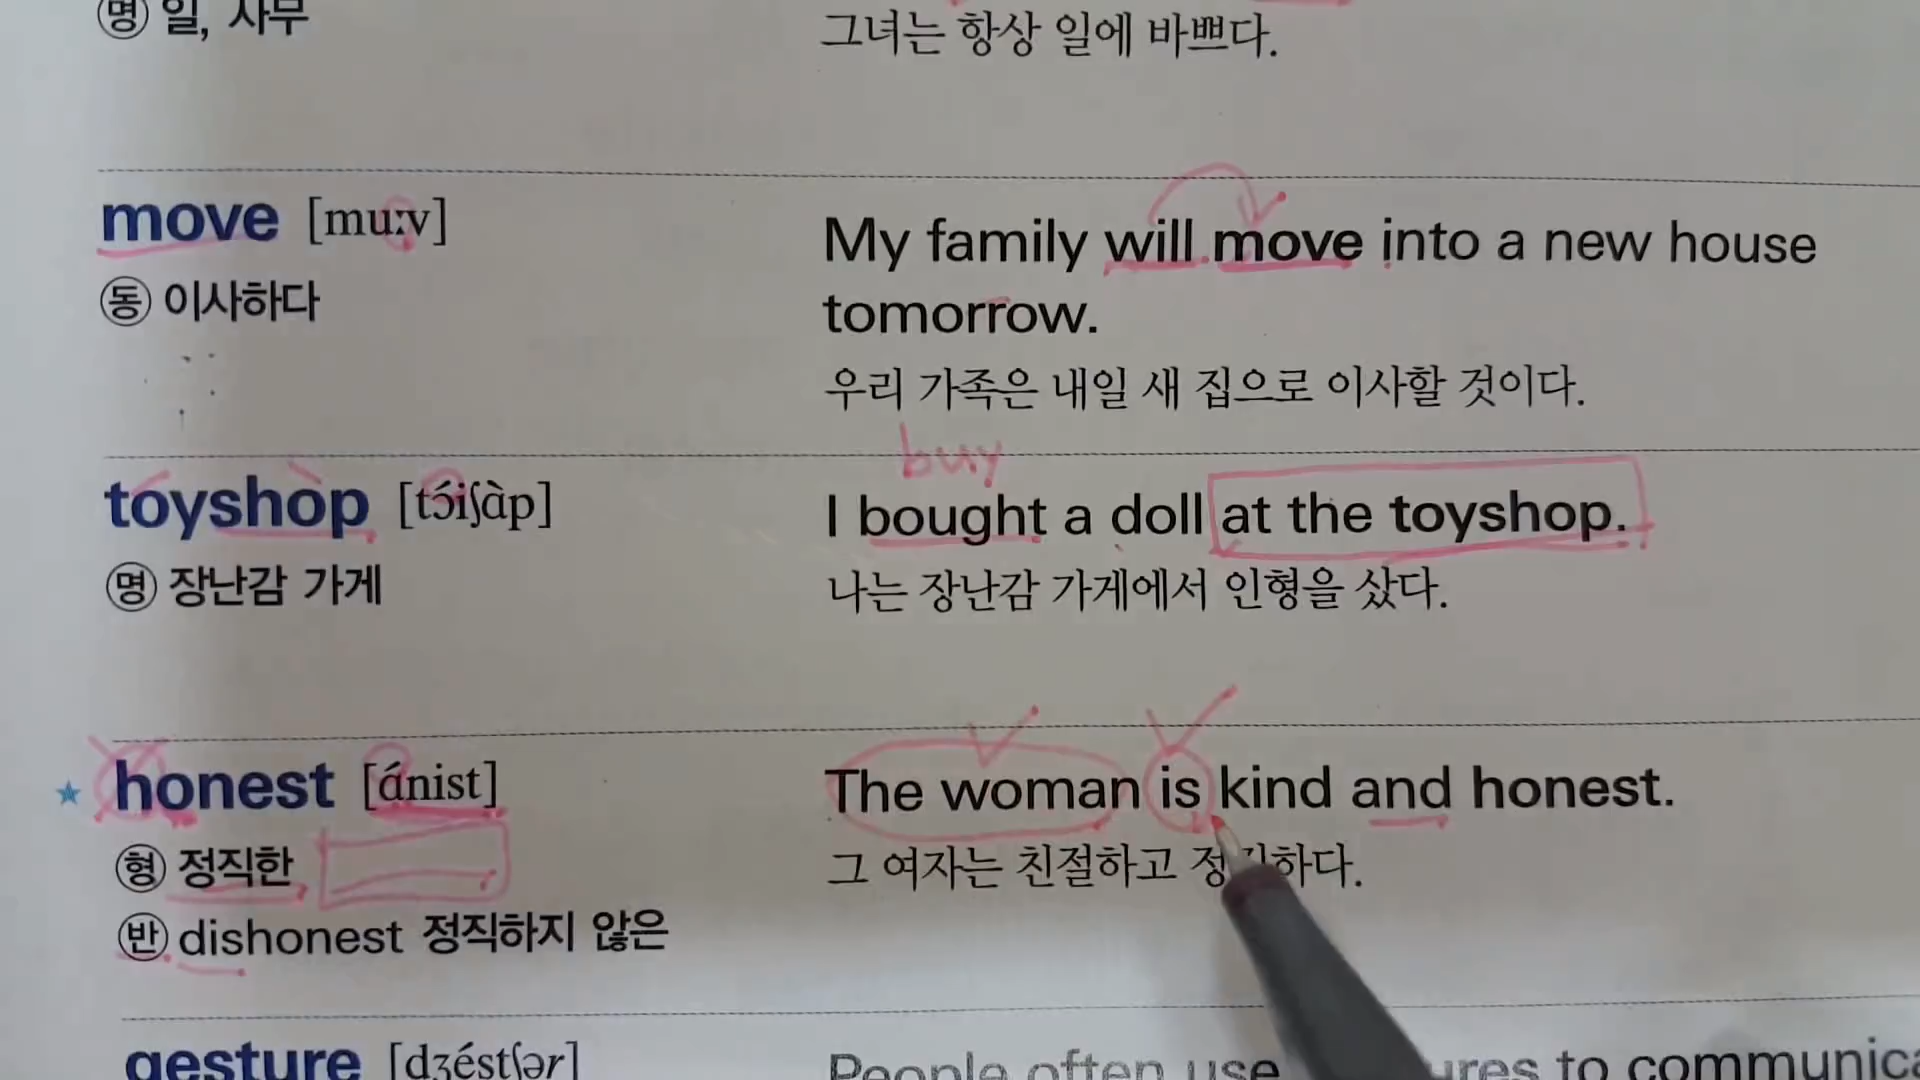 명 일, 사무
그녀는 항상 일에 바쁘다.
move [mu:v]
동 이사하다
My family will move into a new house
tomorrow.
우리 가족은 내일 새 집으로 이사할 것이다.
buy
toyshop [tɔ́iʃɑ̀p]
명 장난감 가게
I bought a doll at the toyshop.
나는 장난감 가게에서 인형을 샀다.
honest [ɑ́nist]
형 정직한
반 dishonest 정직하지 않은
The woman is kind and honest.
그 여자는 친절하고 정직하다.
gesture [dʒéstʃər]
People often use to